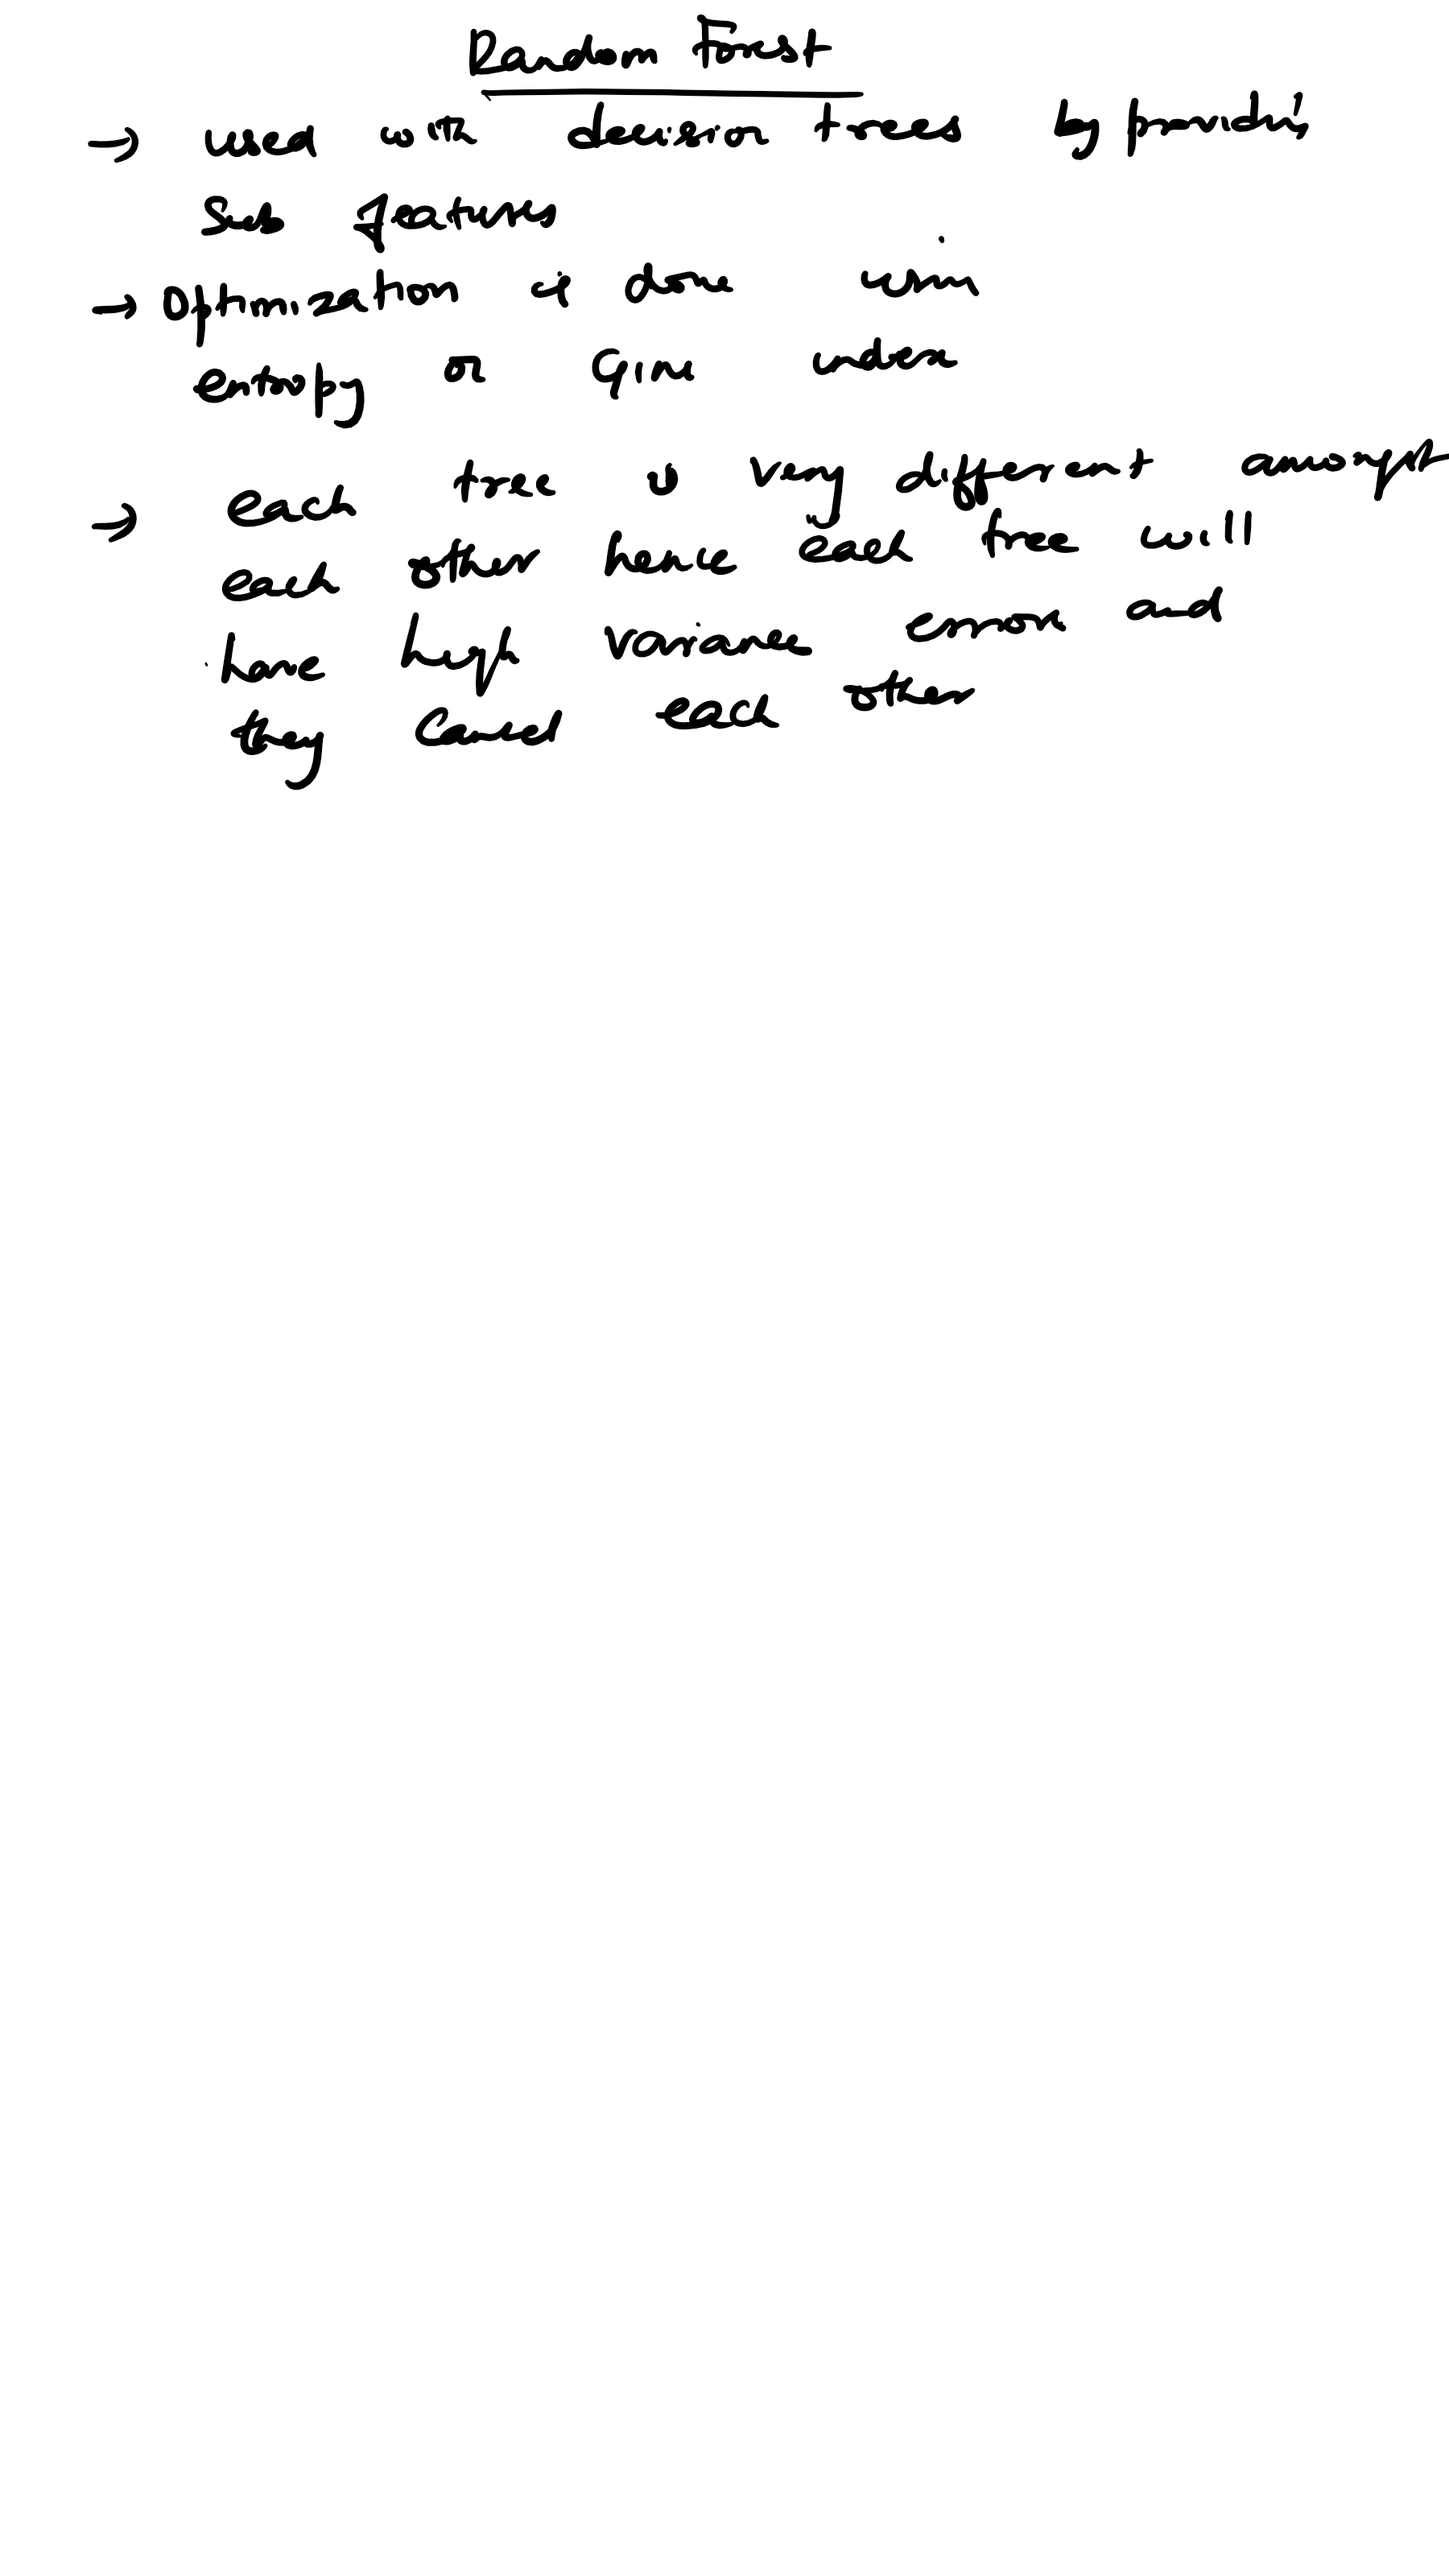 Random Forest
→ used with decision trees by providing
Sub features
→ Optimization is done using
entropy or Gini index
→ each tree is very different amongst
each other hence each tree will
have high variance error and
they cancel each other